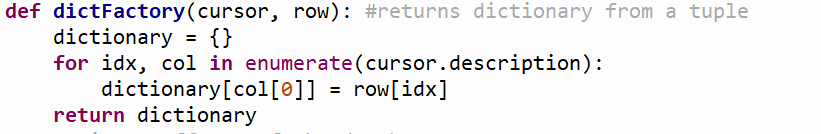 def dictFactory(cursor, row): #returns dictionary from a tuple
    dictionary = {}
    for idx, col in enumerate(cursor.description):
        dictionary[col[0]] = row[idx]
    return dictionary